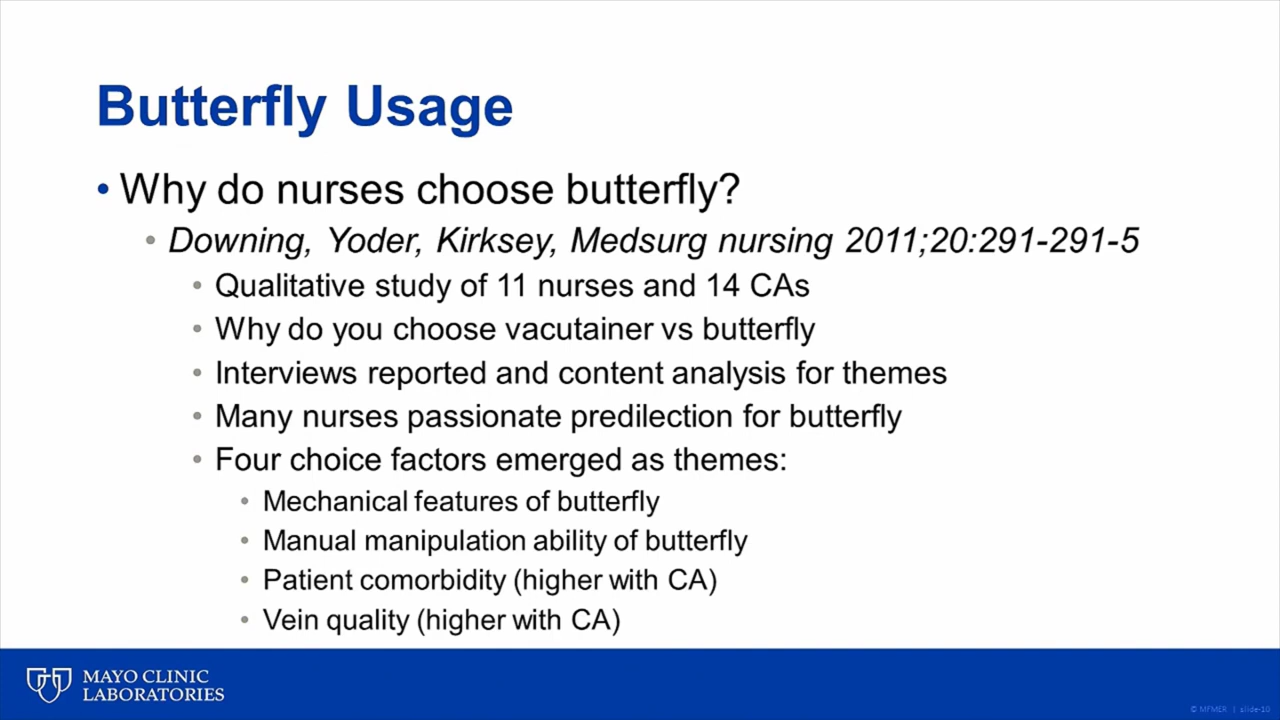 Butterfly Usage
• Why do nurses choose butterfly?
• Downing, Yoder, Kirksey, Medsurg nursing 2011;20:291-291-5
• Qualitative study of 11 nurses and 14 CAs
• Why do you choose vacutainer vs butterfly
• Interviews reported and content analysis for themes
• Many nurses passionate predilection for butterfly
• Four choice factors emerged as themes:
• Mechanical features of butterfly
• Manual manipulation ability of butterfly
• Patient comorbidity (higher with CA)
• Vein quality (higher with CA)
MAYO CLINIC
LABORATORIES
© MFMER | slide-10